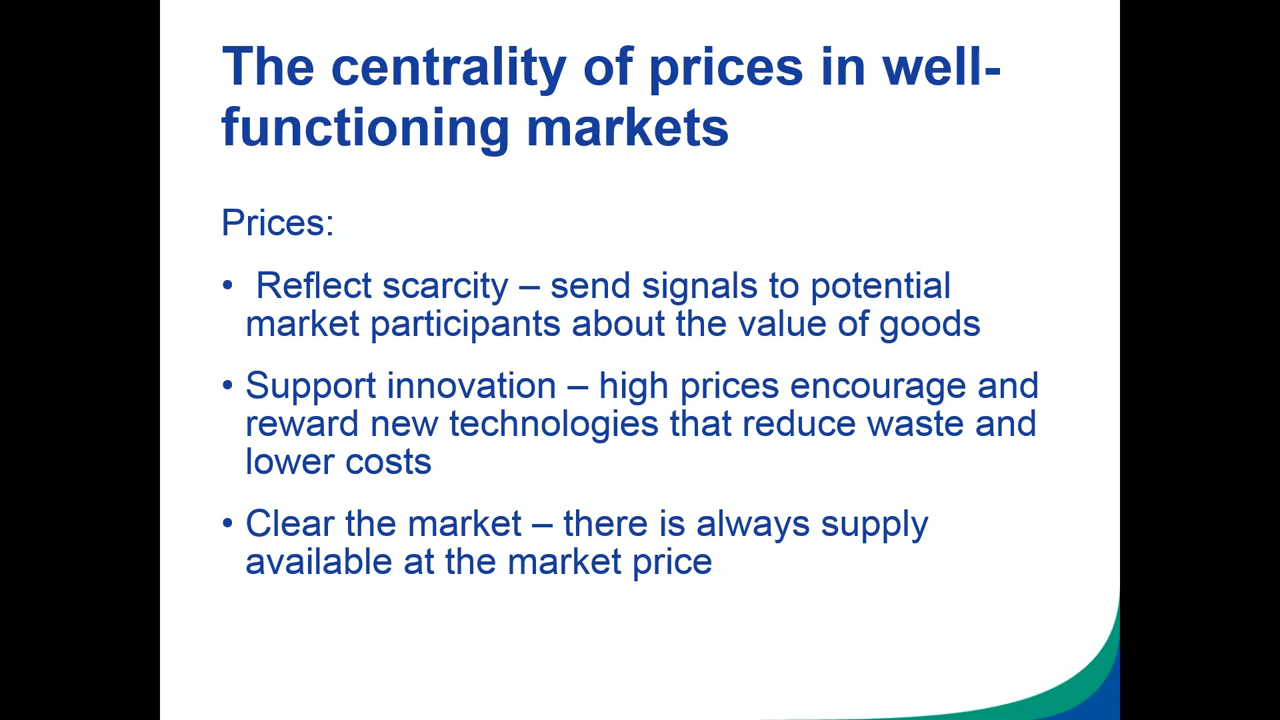 The centrality of prices in well-
functioning markets
Prices:
• Reflect scarcity – send signals to potential
market participants about the value of goods
• Support innovation – high prices encourage and
reward new technologies that reduce waste and
lower costs
• Clear the market – there is always supply
available at the market price